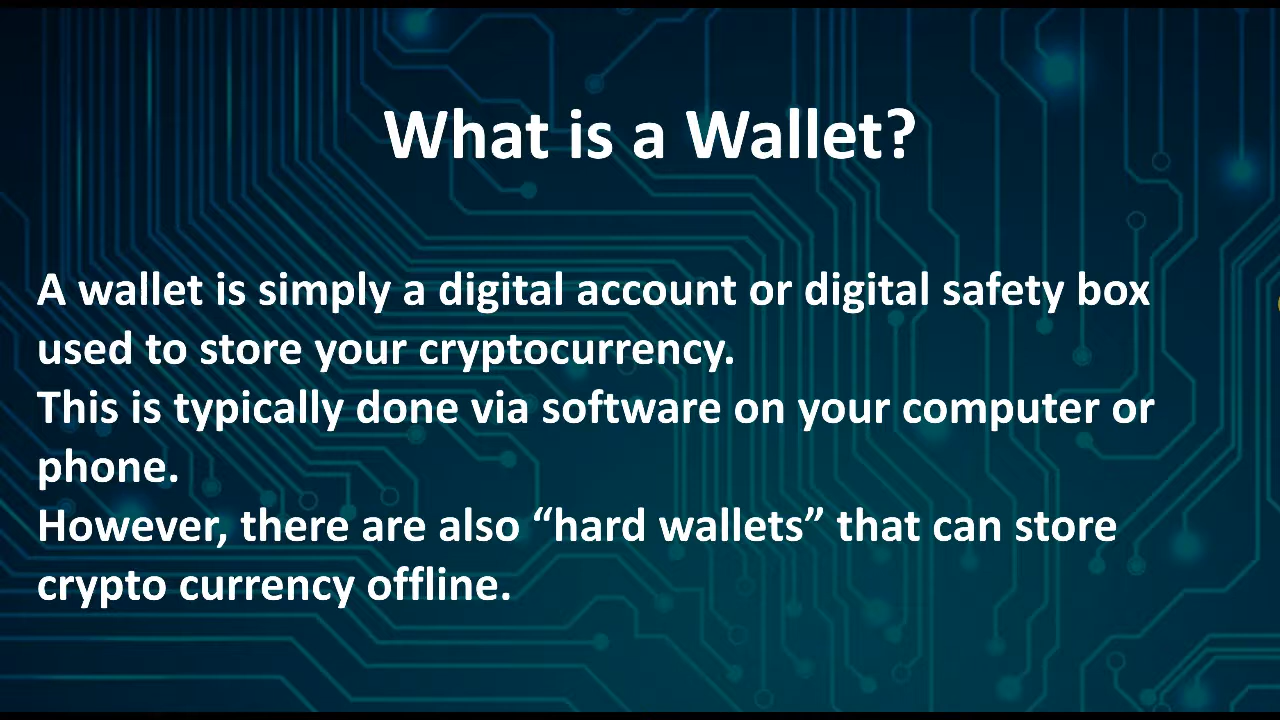 What is a Wallet?
A wallet is simply a digital account or digital safety box
used to store your cryptocurrency.
This is typically done via software on your computer or
phone.
However, there are also “hard wallets” that can store
crypto currency offline.